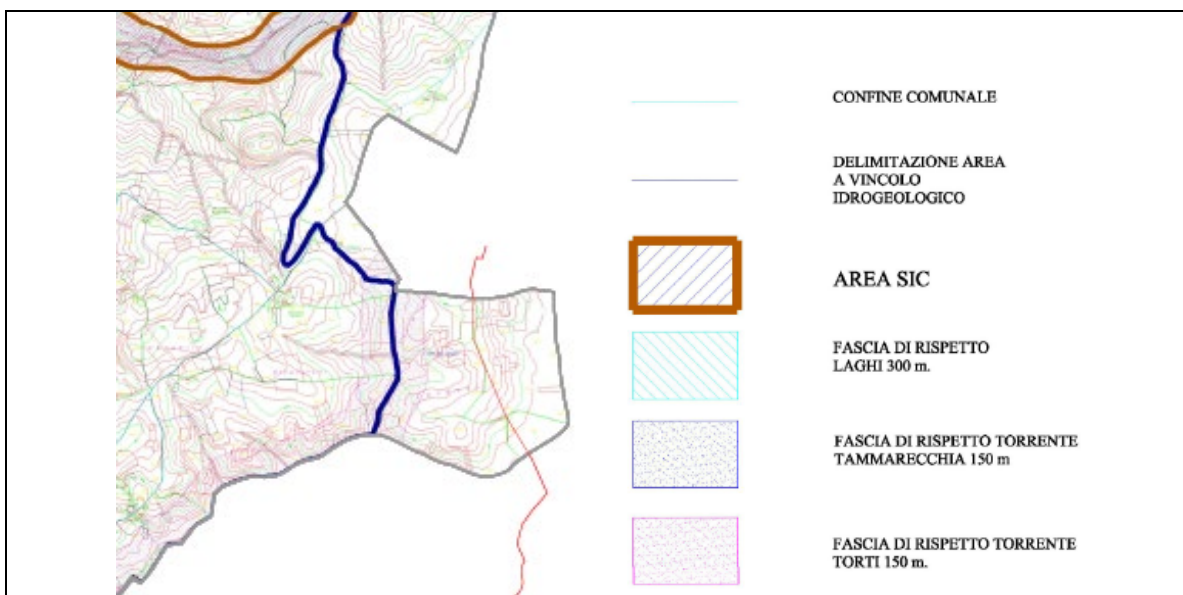 CONFINE COMUNALE
DELIMITAZIONE AREA
A VINCOLO
IDROGEOLOGICO
AREA SIC
FASCIA DI RISPETTO
LAGHI 300 m.
FASCIA DI RISPETTO TORRENTE
TAMMARECCHIA 150 m
FASCIA DI RISPETTO TORRENTE
TORTI 150 m.